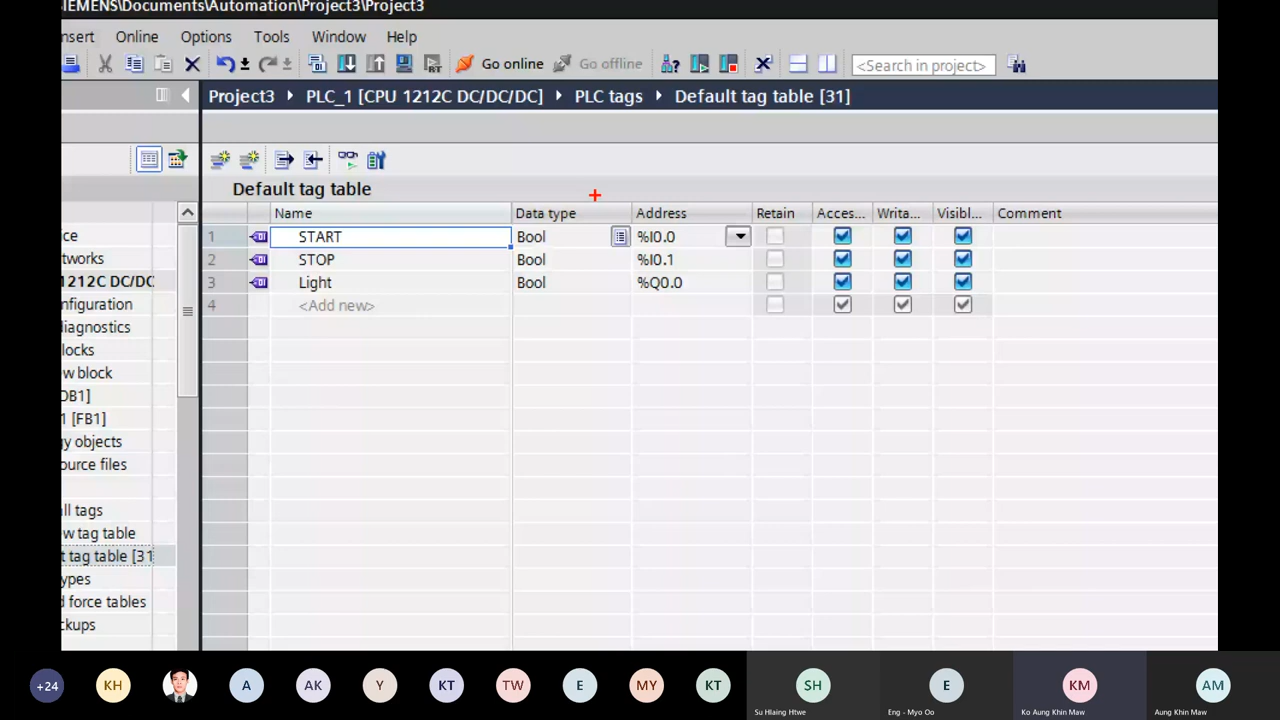 SIEMENS\Documents\Automation\Project3\Project3
nsert Online Options Tools Window Help
Go online Go offline <Search in project>
Project3 PLC_1 [CPU 1212C DC/DC/DC] PLC tags Default tag table [31]
Default tag table
Name Data type Address Retain Acces... Writa... Visibl... Comment
1 START Bool %I0.0
2 STOP Bool %I0.1
3 Light Bool %Q0.0
4 <Add new>
ice
tworks
1212C DC/DC
nfiguration
diagnostics
locks
w block
OB1]
1 [FB1]
gy objects
ource files
ll tags
w tag table
t tag table [31
ypes
d force tables
ckups
+24 KH A AK Y KT TW E MY KT SH E KM AM
Su Hlaing Htwe Eng - Myo Oo Ko Aung Khin Maw Aung Khin Maw